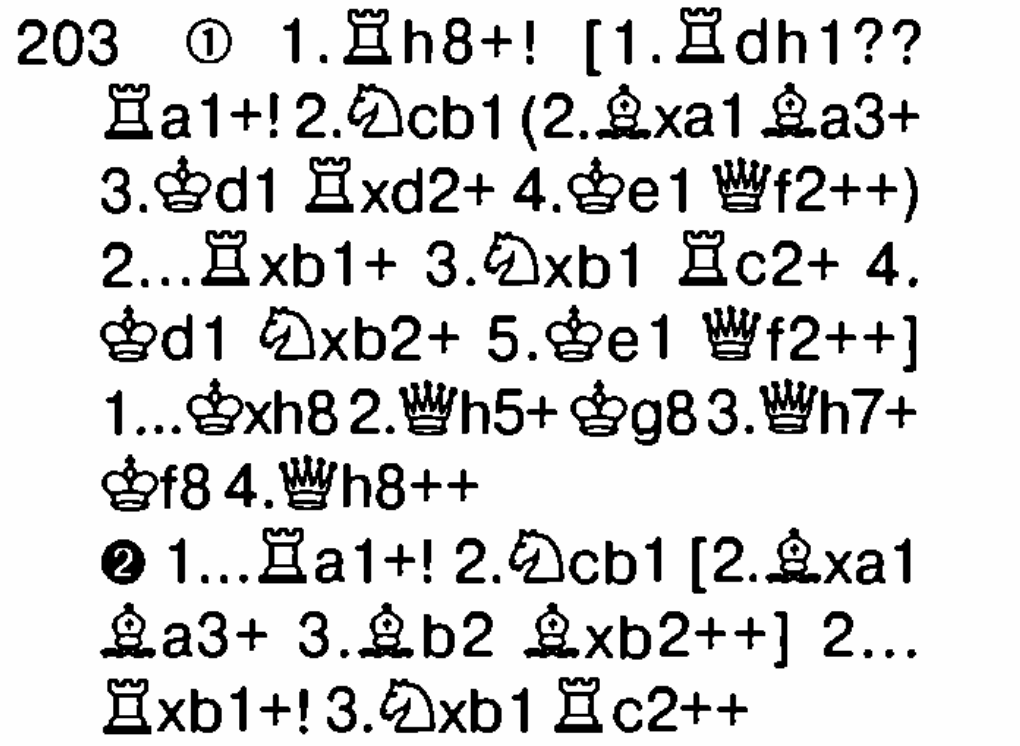 203 ① 1.♖h8+! [1.♖dh1??
♖a1+! 2.♘cb1 (2.♗xa1 ♗a3+
3.♔d1 ♖xd2+ 4.♔e1 ♕f2++)
2...♖xb1+ 3.♘xb1 ♖c2+ 4.
♔d1 ♘xb2+ 5.♔e1 ♕f2++]
1...♔xh8 2.♕h5+ ♔g8 3.♕h7+
♔f8 4.♕h8++
❷ 1...♖a1+! 2.♘cb1 [2.♗xa1
♗a3+ 3.♗b2 ♗xb2++] 2...
♖xb1+! 3.♘xb1 ♖c2++